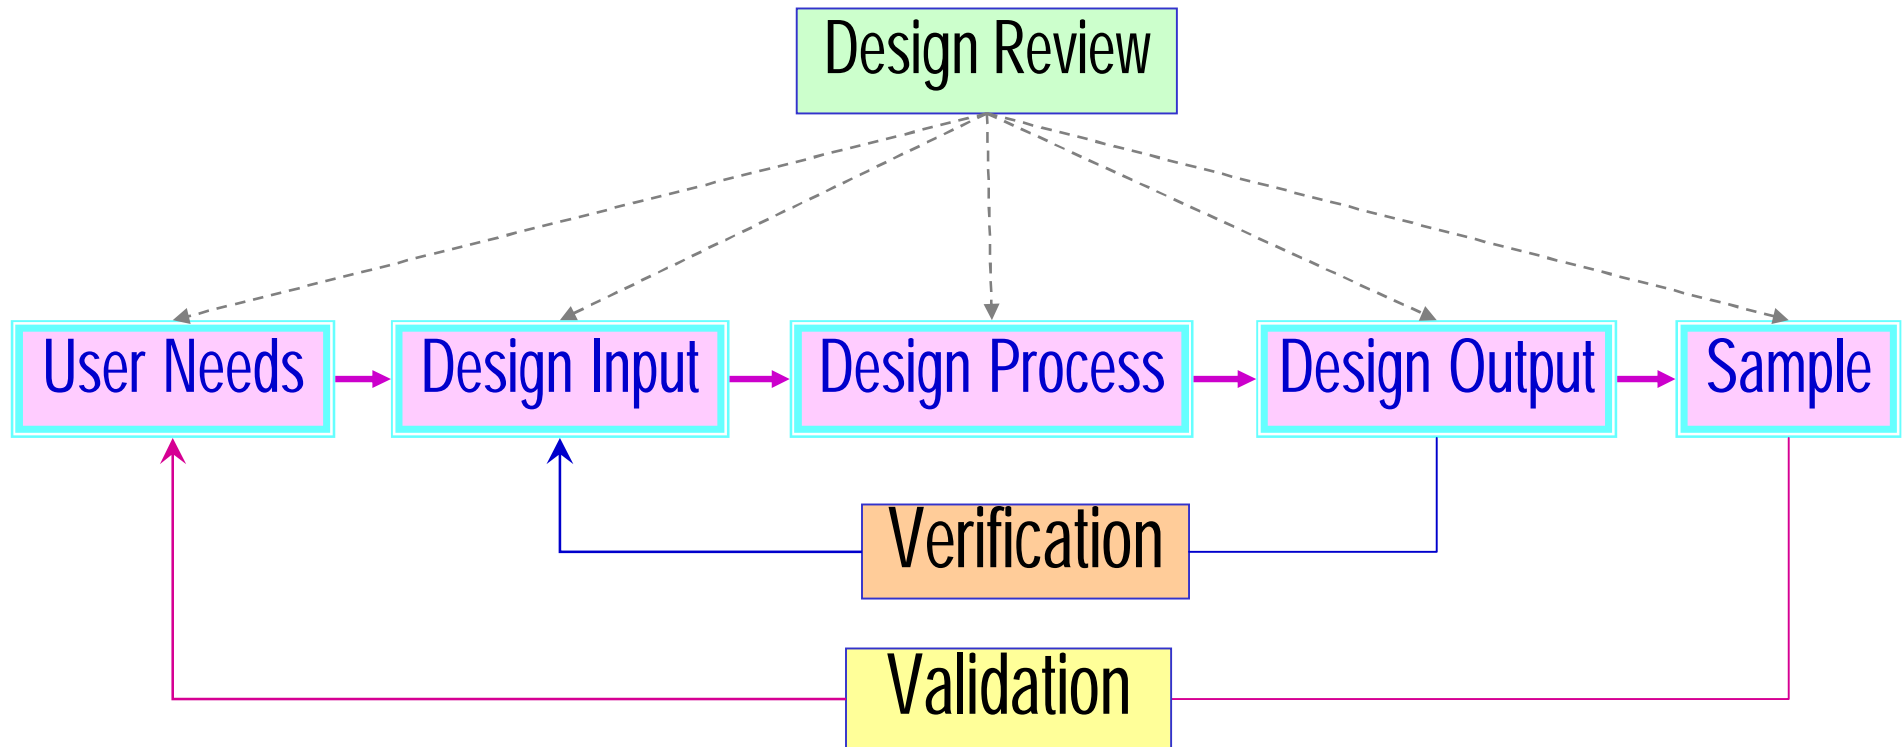 Design Review
User Needs
Design Input
Design Process
Design Output
Sample
Verification
Validation